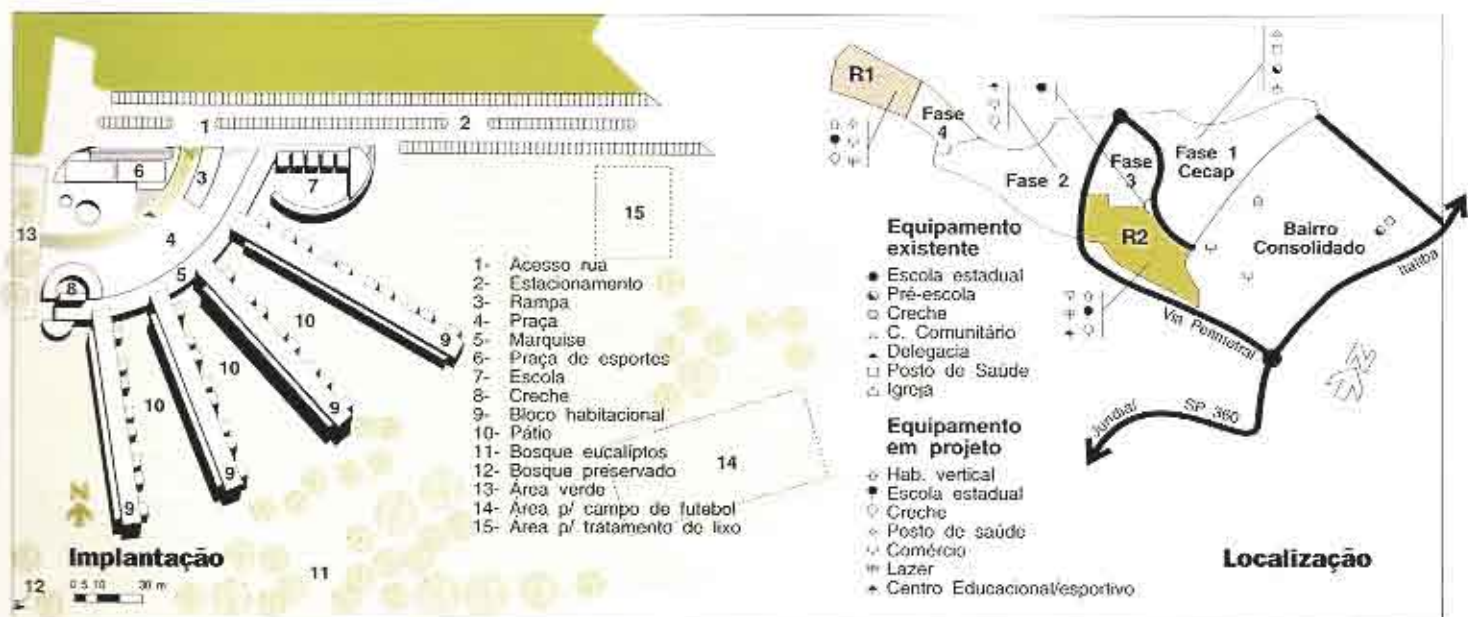 1
2
3
4
5
6
7
8
9
9
9
9
10
10
10
11
12
13
14
15
1- Acesso rua
2- Estacionamento
3- Rampa
4- Praça
5- Marquise
6- Praça de esportes
7- Escola
8- Creche
9- Bloco habitacional
10- Pátio
11- Bosque eucaliptos
12- Bosque preservado
13- Área verde
14- Área p/ campo de futebol
15- Área p/ tratamento de lixo
N
Implantação
0 5 10 30 m
R1
Fase 4
Fase 2
Fase 3
Fase 1
Cecap
R2
Bairro
Consolidado
Itatiba
Via Perimetral
SP 360
Jundiaí
Equipamento
existente
Escola estadual
Pré-escola
Creche
C. Comunitário
Delegacia
Posto de Saúde
Igreja
Equipamento
em projeto
Hab. vertical
Escola estadual
Creche
Posto de saúde
Comércio
Lazer
Centro Educacional/esportivo
Localização